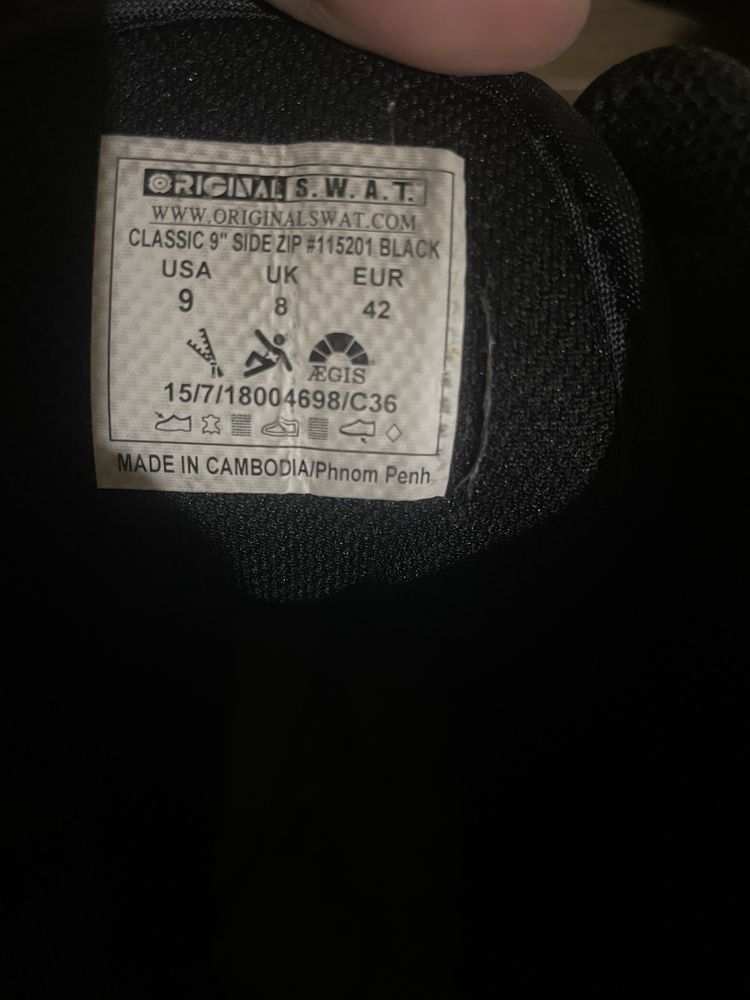 ORIGINAL S.W.A.T.
WWW.ORIGINALSWAT.COM
CLASSIC 9" SIDE ZIP #115201 BLACK
USA UK EUR
9 8 42
ÆGIS
15/7/18004698/C36
MADE IN CAMBODIA/Phnom Penh